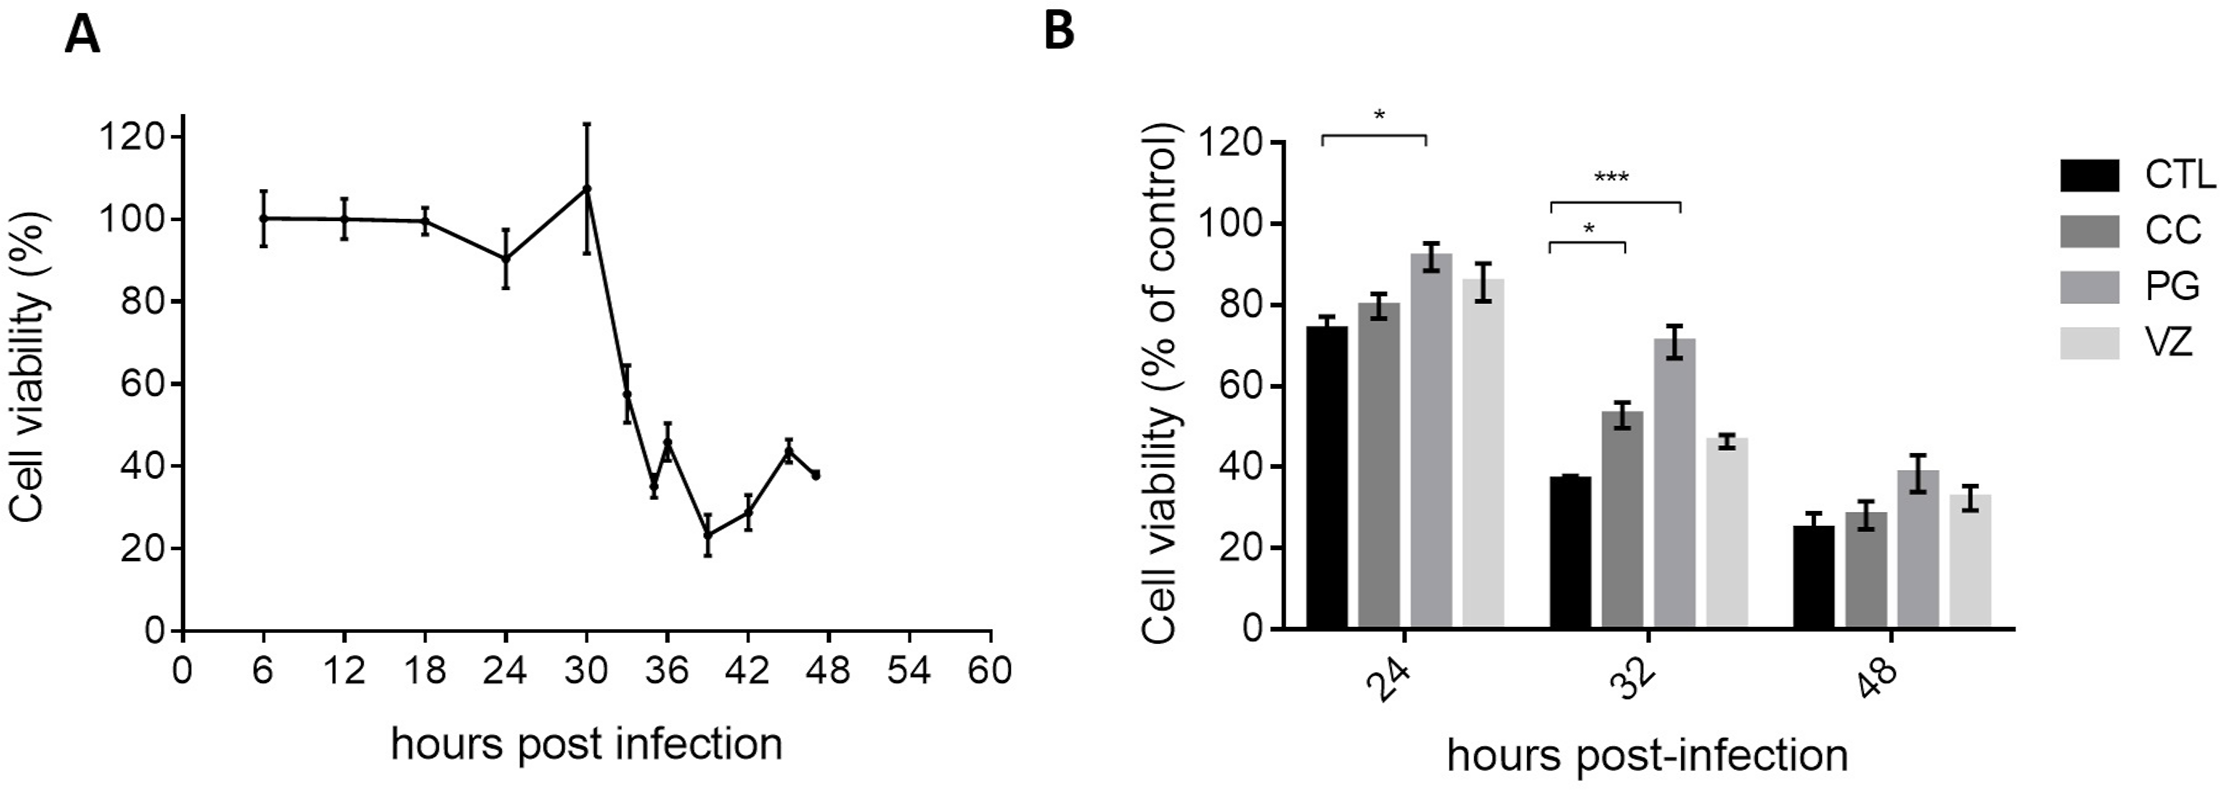 A
Cell viability (%)
120
100
80
60
40
20
0
0 6 12 18 24 30 36 42 48 54 60
hours post infection
B
Cell viability (% of control)
120
100
80
60
40
20
0
*
***
*
24 32 48
hours post-infection
CTL
CC
PG
VZ